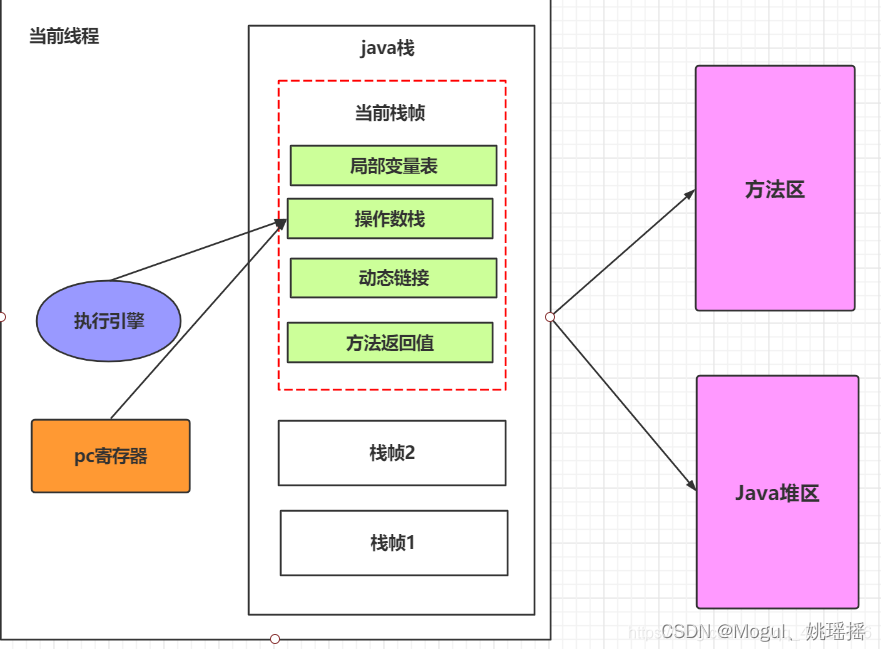 当前线程
java栈
当前栈帧
局部变量表
操作数栈
动态链接
方法返回值
执行引擎
pc寄存器
栈帧2
栈帧1
方法区
Java堆区
CSDN @Mogul、姚瑶摇